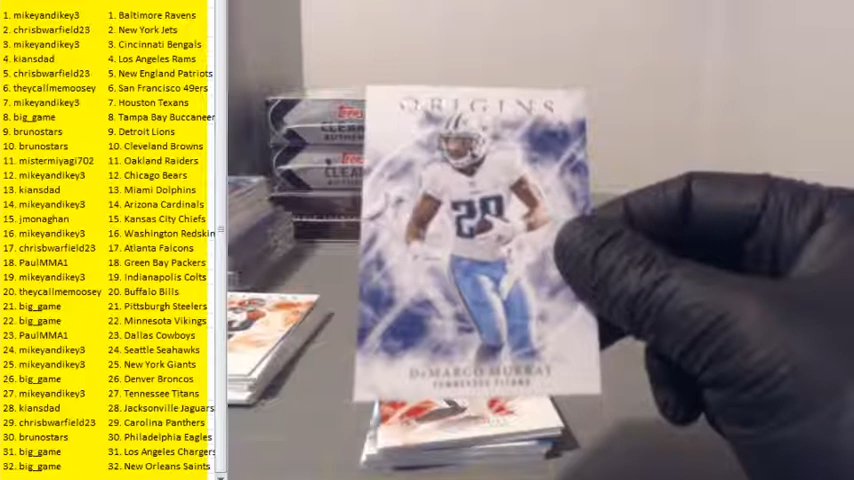 1. mikeyandikey3 1. Baltimore Ravens
2. chrisbwarfield23 2. New York Jets
3. mikeyandikey3 3. Cincinnati Bengals
4. kiansdad 4. Los Angeles Rams
5. chrisbwarfield23 5. New England Patriots
6. theycallmemoosey 6. San Francisco 49ers
7. mikeyandikey3 7. Houston Texans
8. big_game 8. Tampa Bay Buccaneer
9. brunostars 9. Detroit Lions
10. brunostars 10. Cleveland Browns
11. mistermiyagi702 11. Oakland Raiders
12. mikeyandikey3 12. Chicago Bears
13. kiansdad 13. Miami Dolphins
14. mikeyandikey3 14. Arizona Cardinals
15. jmonaghan 15. Kansas City Chiefs
16. mikeyandikey3 16. Washington Redskin
17. chrisbwarfield23 17. Atlanta Falcons
18. PaulMMA1 18. Green Bay Packers
19. mikeyandikey3 19. Indianapolis Colts
20. theycallmemoosey 20. Buffalo Bills
21. big_game 21. Pittsburgh Steelers
22. big_game 22. Minnesota Vikings
23. PaulMMA1 23. Dallas Cowboys
24. mikeyandikey3 24. Seattle Seahawks
25. mikeyandikey3 25. New York Giants
26. big_game 26. Denver Broncos
27. mikeyandikey3 27. Tennessee Titans
28. kiansdad 28. Jacksonville Jaguars
29. chrisbwarfield23 29. Carolina Panthers
30. brunostars 30. Philadelphia Eagles
31. big_game 31. Los Angeles Chargers
32. big_game 32. New Orleans Saints
ORIGINS
29
DeMARCO MURRAY
TENNESSEE TITANS
Topps
CLEAR
AUTHEN
Topps
CLEAR